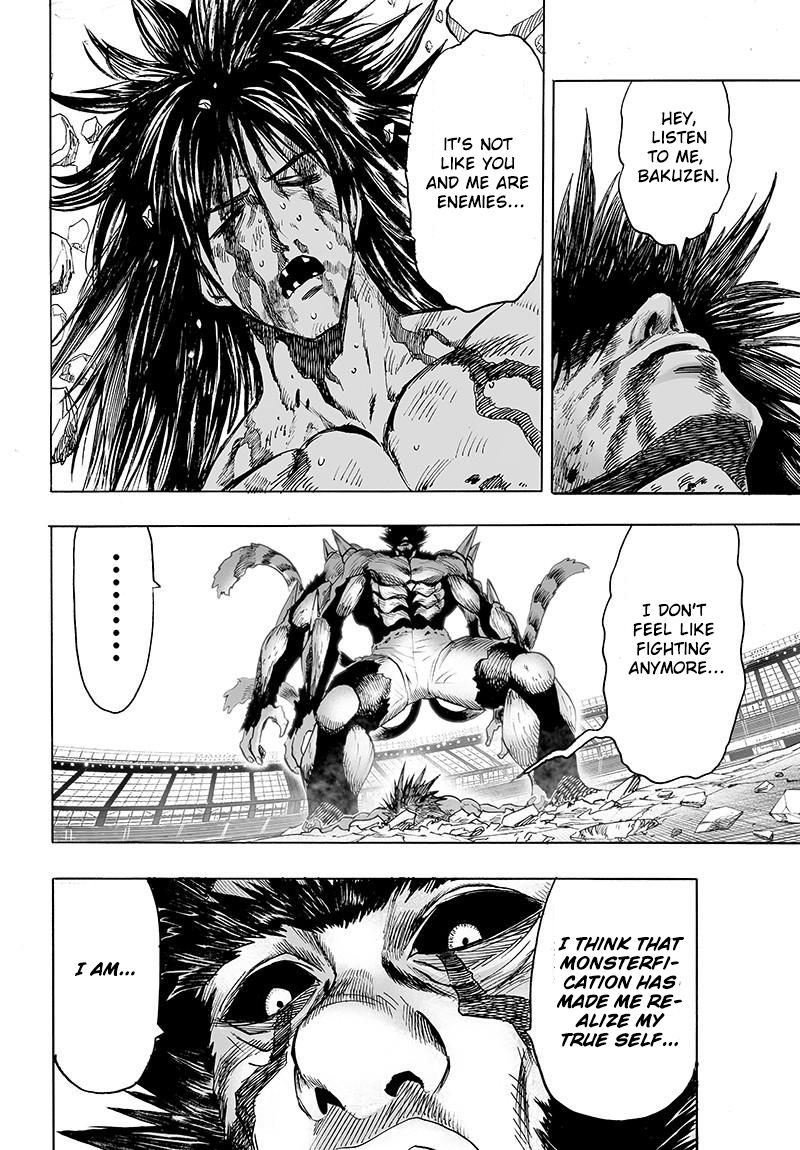 HEY,
LISTEN
TO ME,
BAKUZEN.
IT'S NOT
LIKE YOU
AND ME ARE
ENEMIES...
I DON'T
FEEL LIKE
FIGHTING
ANYMORE...
........
I THINK THAT
MONSTERFI-
CATION HAS
MADE ME RE-
ALIZE MY
TRUE SELF...
I AM...